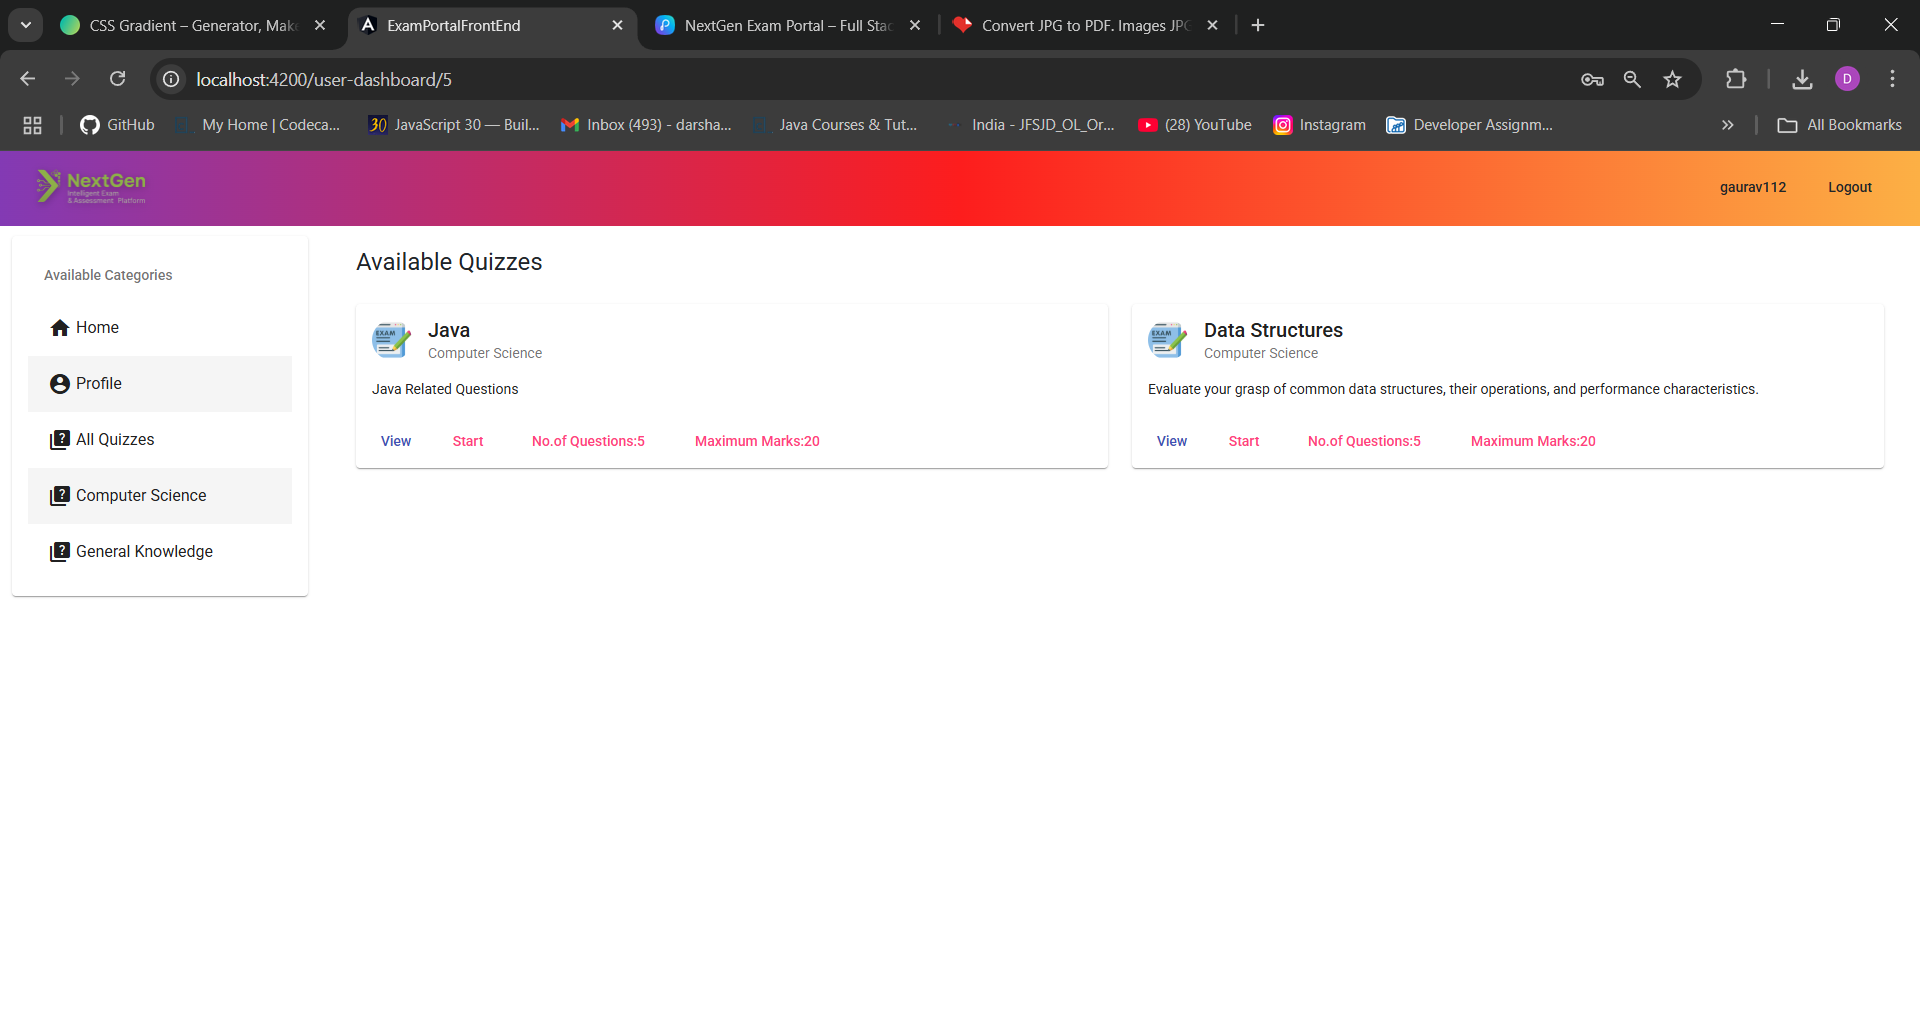 CSS Gradient – Generator, Make
ExamPortalFrontEnd
NextGen Exam Portal – Full Stac
Convert JPG to PDF. Images JPG
localhost:4200/user-dashboard/5
D
GitHub
My Home | Codeca...
30
JavaScript 30 — Buil...
Inbox (493) - darsha...
Java Courses & Tut...
India - JFSJD_OL_Or...
(28) YouTube
Instagram
Developer Assignm...
All Bookmarks
NextGen
Intelligent Exam
& Assessment Platform
gaurav112
Logout
Available Categories
Home
Profile
All Quizzes
Computer Science
General Knowledge
Available Quizzes
EXAM
Java
Computer Science
Java Related Questions
View Start No.of Questions:5 Maximum Marks:20
EXAM
Data Structures
Computer Science
Evaluate your grasp of common data structures, their operations, and performance characteristics.
View Start No.of Questions:5 Maximum Marks:20